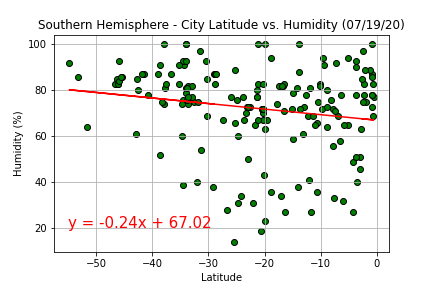 Southern Hemisphere - City Latitude vs. Humidity (07/19/20)
100
80
60
40
20
Humidity (%)
y = -0.24x + 67.02
−50
−40
−30
−20
−10
0
Latitude